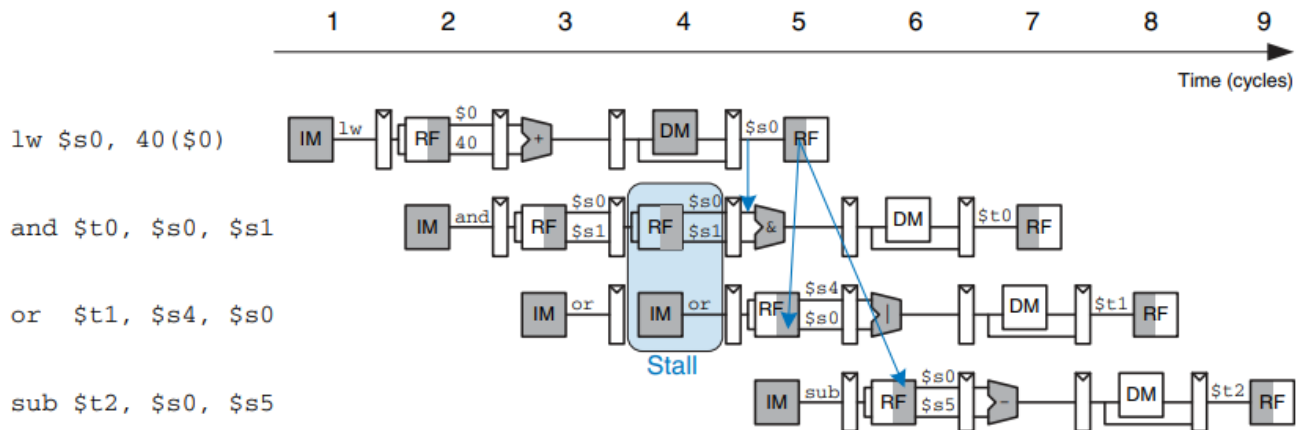 1 2 3 4 5 6 7 8 9
Time (cycles)
lw $s0, 40($0) IM lw RF $0 40 + DM $s0 RF
and $t0, $s0, $s1 IM and RF $s0 $s1 RF $s0 $s1 & DM $t0 RF
or $t1, $s4, $s0 IM or IM or RF $s4 $s0 | DM $t1 RF
Stall
sub $t2, $s0, $s5 IM sub RF $s0 $s5 - DM $t2 RF